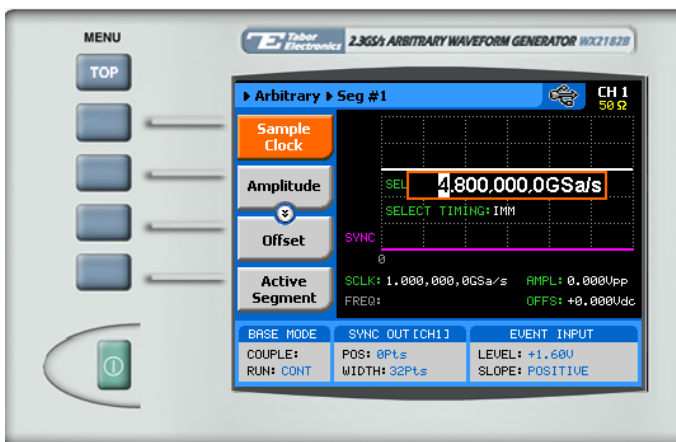 MENU
Tabor Electronics 2.3GS/s ARBITRARY WAVEFORM GENERATOR WX2182B
TOP
Arbitrary Seg #1
CH 1
50 Ω
Sample Clock
Amplitude
Offset
Active Segment
SEL
4.800,000,0GSa/s
SELECT TIMING: IMM
SYNC
0
SCLK: 1.000,000,0GSa/s AMPL: 0.000Vpp
FREQ: OFFS: +0.000Vdc
BASE MODE
COUPLE:
RUN: CONT
SYNC OUT [CH1]
POS: 0Pts
WIDTH: 32Pts
EVENT INPUT
LEVEL: +1.60V
SLOPE: POSITIVE